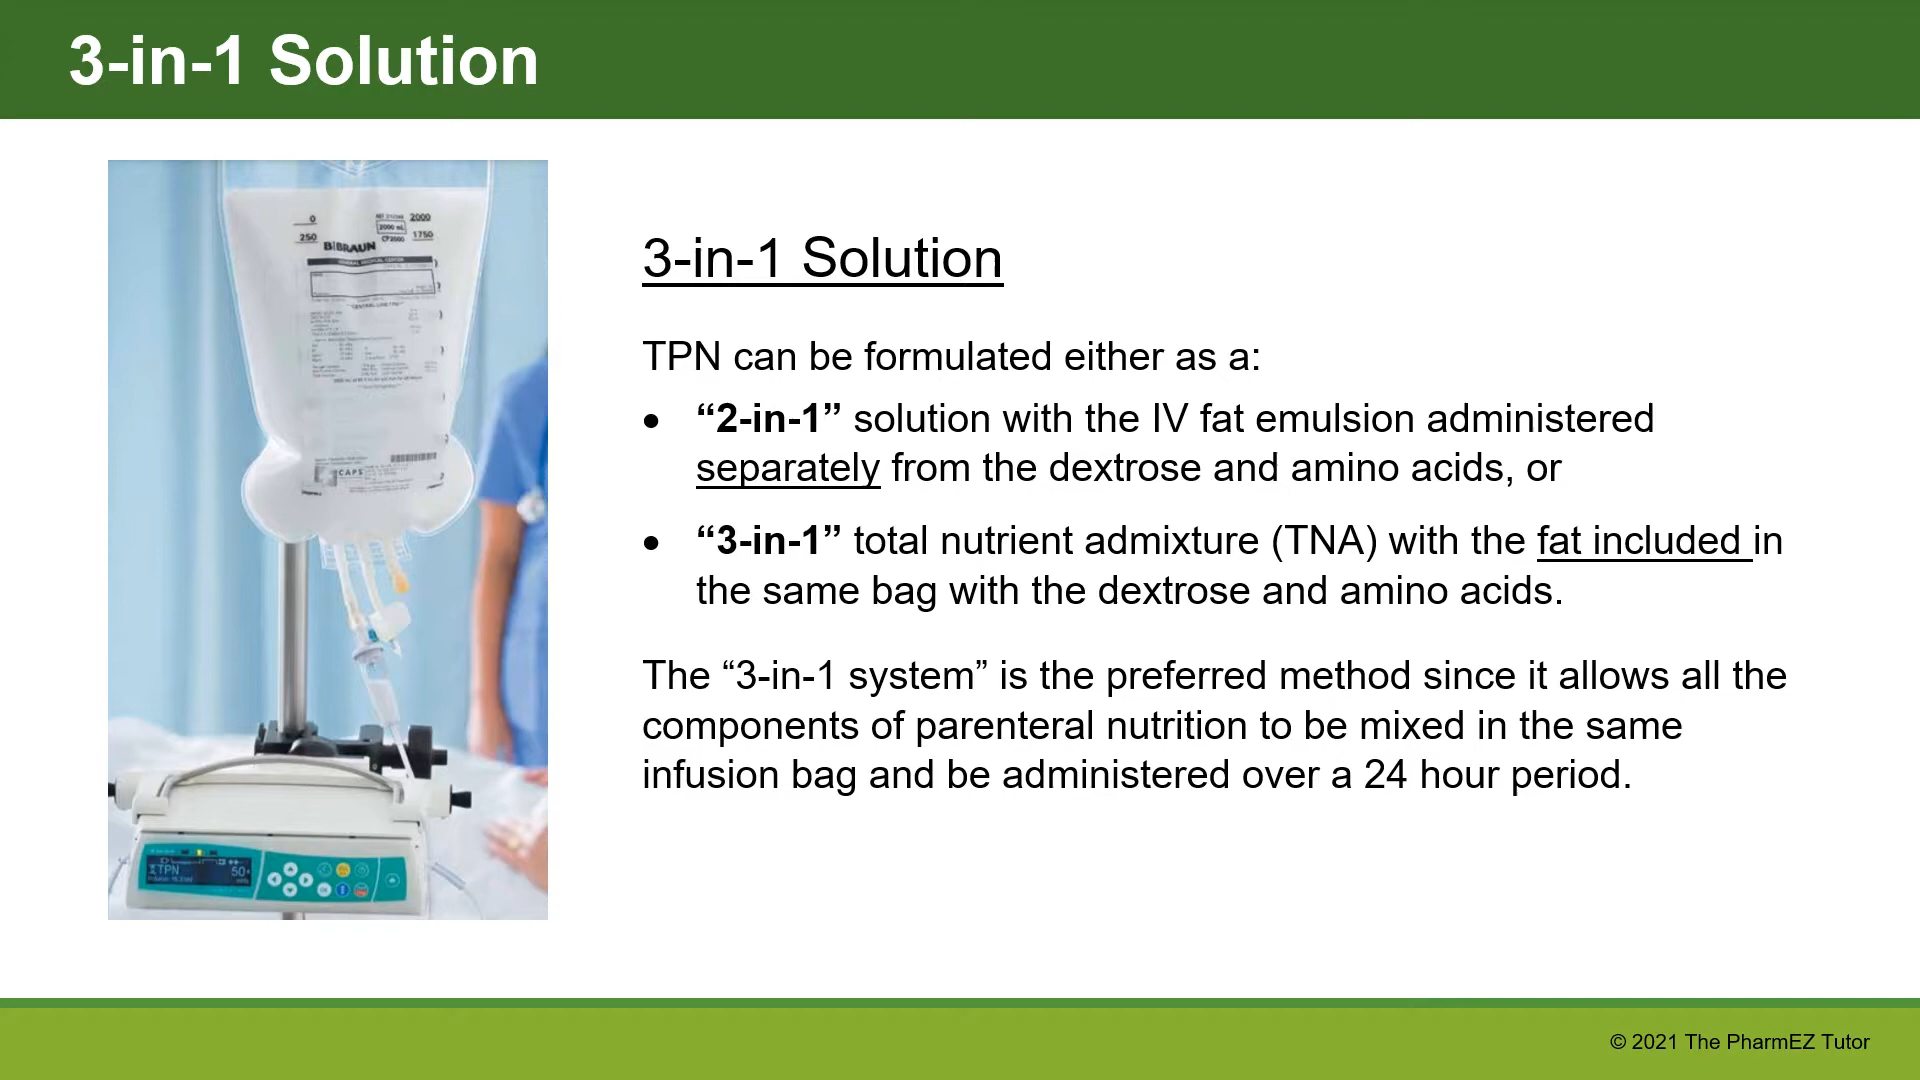 3-in-1 Solution
0
2000
2000 mL
250
CP2000
1750
B|BRAUN
CAPS
TPN
50
3-in-1 Solution
TPN can be formulated either as a:
● “2-in-1” solution with the IV fat emulsion administered
separately from the dextrose and amino acids, or
● “3-in-1” total nutrient admixture (TNA) with the fat included in
the same bag with the dextrose and amino acids.
The “3-in-1 system” is the preferred method since it allows all the
components of parenteral nutrition to be mixed in the same
infusion bag and be administered over a 24 hour period.
© 2021 The PharmEZ Tutor